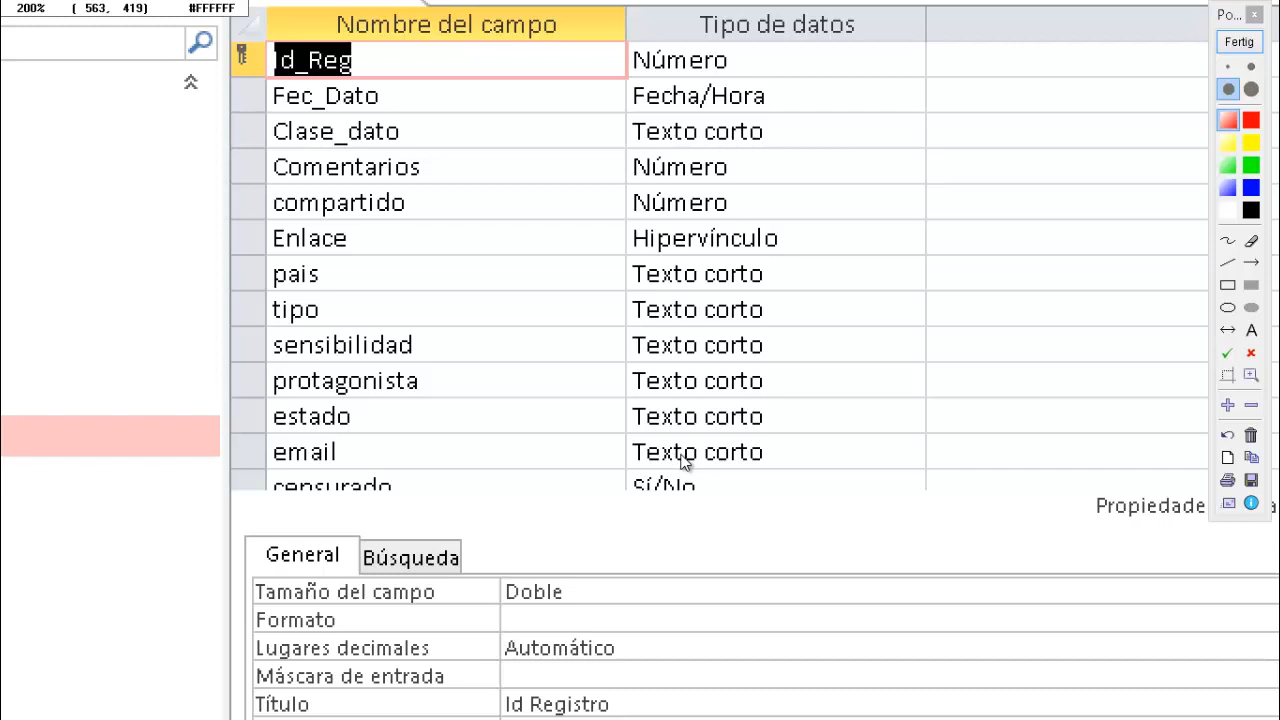 200% ( 563, 419) #FFFFFF
Po...
Fertig
Nombre del campo Tipo de datos
Id_Reg Número
Fec_Dato Fecha/Hora
Clase_dato Texto corto
Comentarios Número
compartido Número
Enlace Hipervínculo
pais Texto corto
tipo Texto corto
sensibilidad Texto corto
protagonista Texto corto
estado Texto corto
email Texto corto
censurado Sí/No
Propiedade
General Búsqueda
Tamaño del campo Doble
Formato
Lugares decimales Automático
Máscara de entrada
Título Id Registro